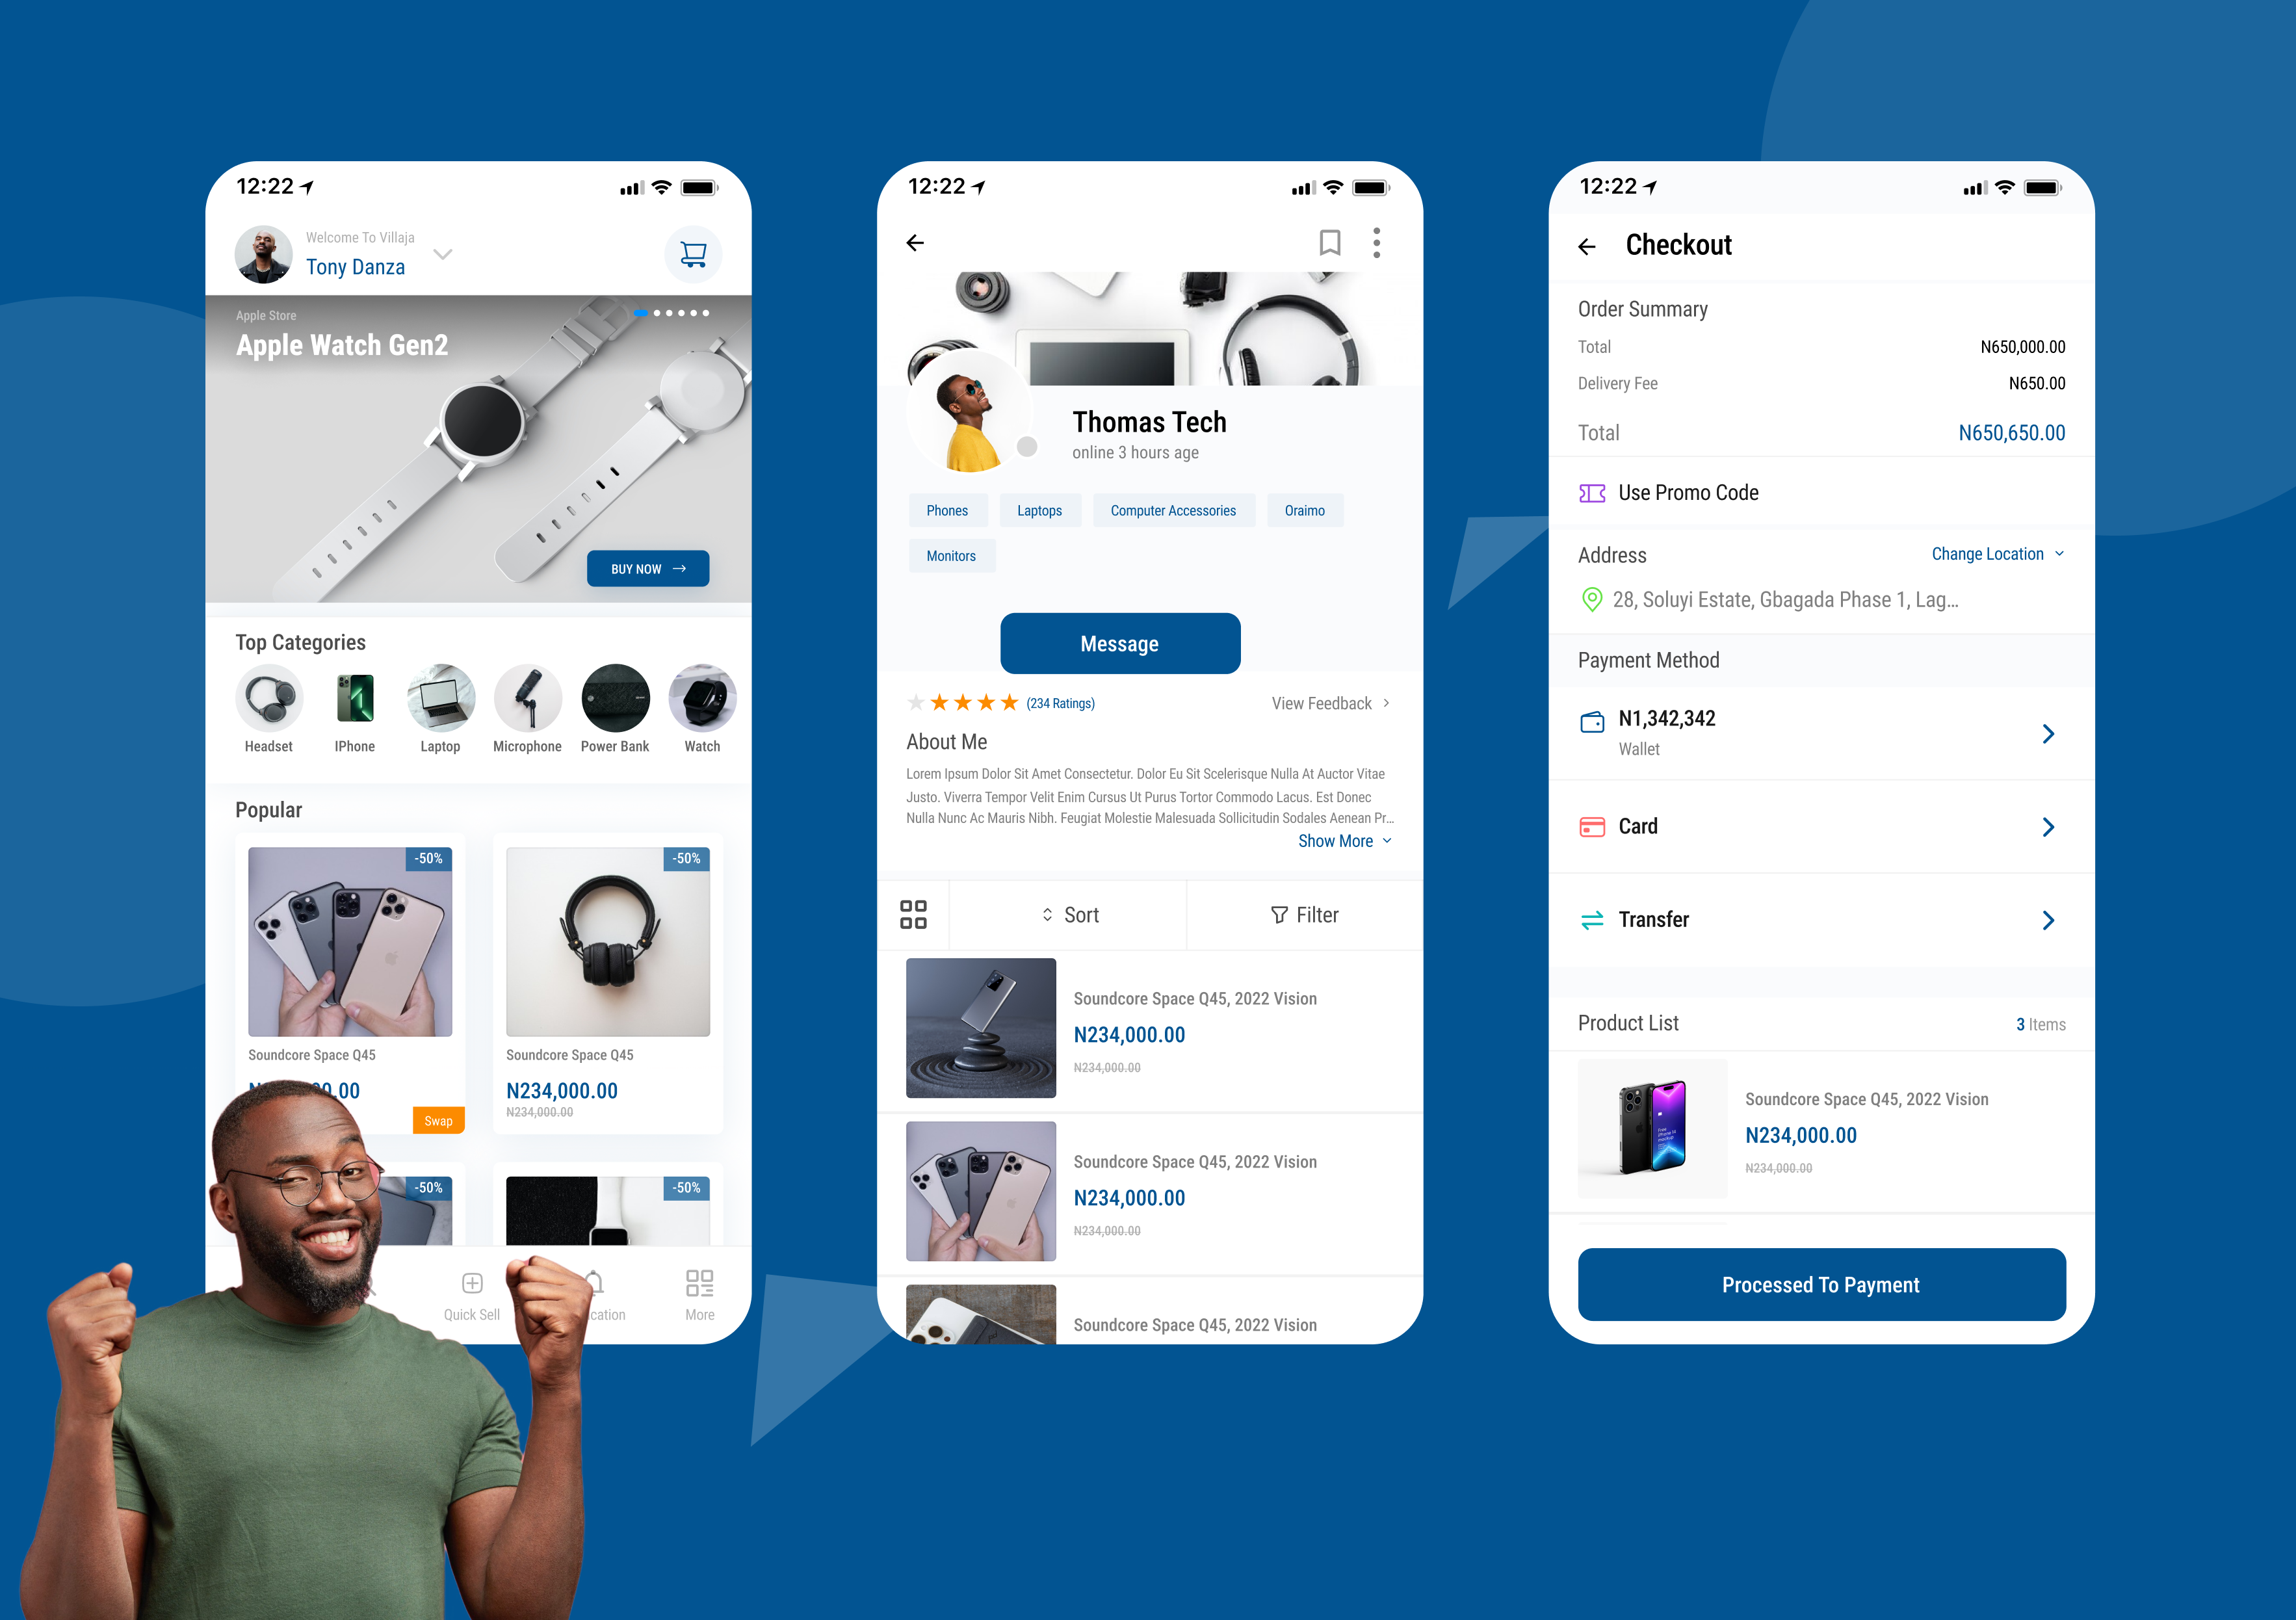 12:22
Welcome To Villaja
Tony Danza
Apple Store
Apple Watch Gen2
BUY NOW
Top Categories
Headset
IPhone
Laptop
Microphone
Power Bank
Watch
Popular
-50%
-50%
Soundcore Space Q45
Soundcore Space Q45
N234,000.00
N234,000.00
Swap
-50%
-50%
Quick Sell
More
12:22
Thomas Tech
online 3 hours age
Phones
Laptops
Computer Accessories
Oraimo
Monitors
Message
(234 Ratings)
View Feedback
About Me
Lorem Ipsum Dolor Sit Amet Consectetur. Dolor Eu Sit Scelerisque Nulla At Auctor Vitae
Justo. Viverra Tempor Velit Enim Cursus Ut Purus Tortor Commodo Lacus. Est Donec
Nulla Nunc Ac Mauris Nibh. Feugiat Molestie Malesuada Sollicitudin Sodales Aenean Pr...
Show More
Sort
Filter
Soundcore Space Q45, 2022 Vision
N234,000.00
N234,000.00
Soundcore Space Q45, 2022 Vision
N234,000.00
N234,000.00
Soundcore Space Q45, 2022 Vision
12:22
Checkout
Order Summary
Total N650,000.00
Delivery Fee N650.00
Total N650,650.00
Use Promo Code
Address Change Location
28, Soluyi Estate, Gbagada Phase 1, Lag...
Payment Method
N1,342,342
Wallet
Card
Transfer
Product List 3 Items
Soundcore Space Q45, 2022 Vision
N234,000.00
N234,000.00
Processed To Payment